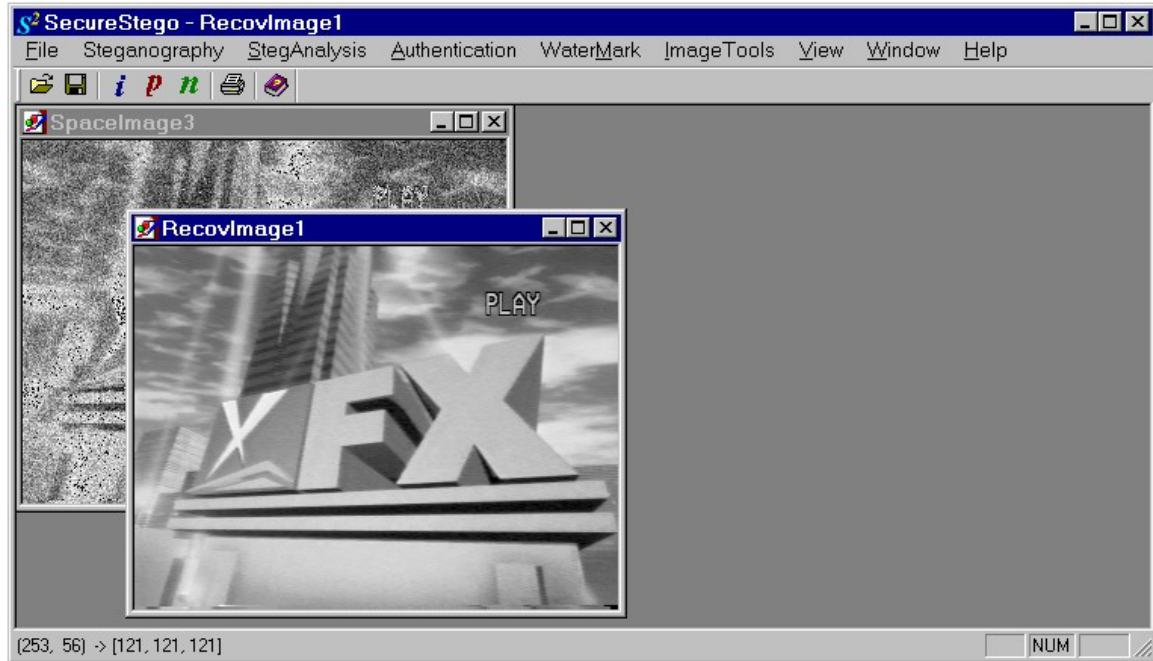 S² SecureStego - RecovImage1
File Steganography StegAnalysis Authentication WaterMark ImageTools View Window Help
i p n
SpaceImage3
PLAY
RecovImage1
PLAY
FX
(253, 56) -> [121, 121, 121]
NUM